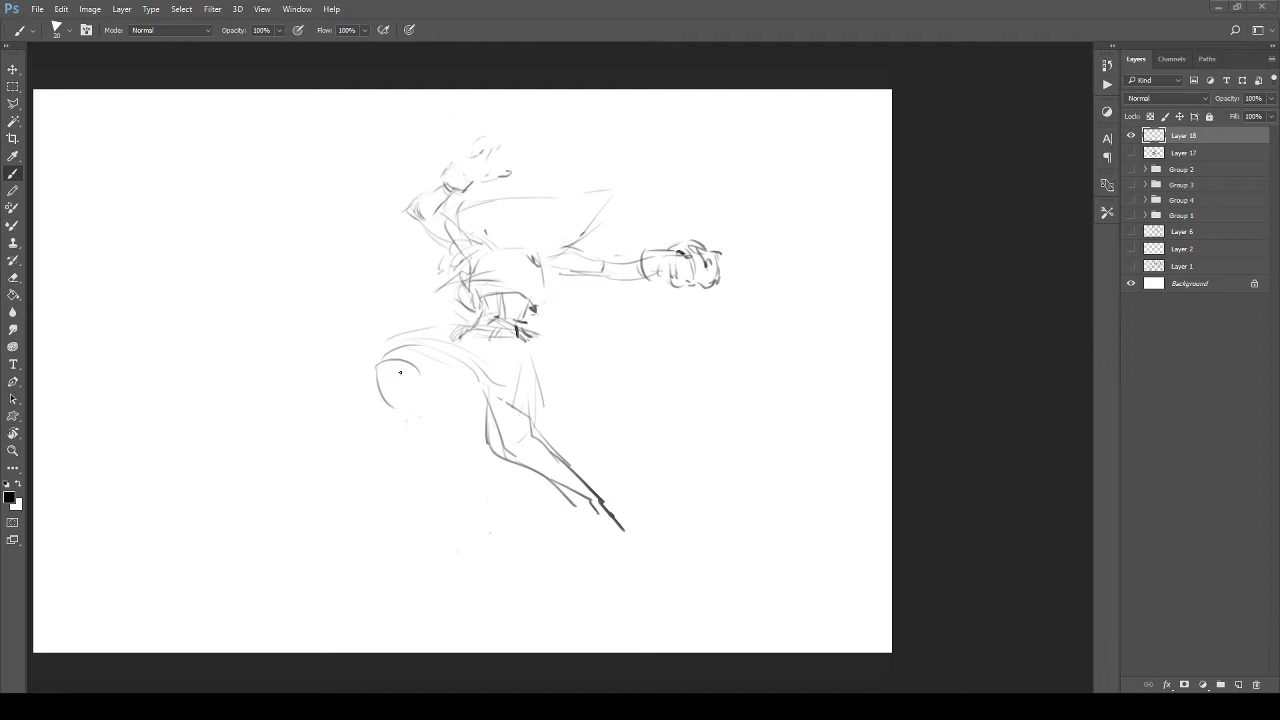 Ps File Edit Image Layer Type Select Filter 3D View Window Help
20 Mode: Normal Opacity: 100% Flow: 100%
Layers Channels Paths
Kind
Normal Opacity: 100%
Lock: Fill: 100%
Layer 18
Layer 17
Group 2
Group 3
Group 4
Group 1
Layer 6
Layer 2
Layer 1
Background